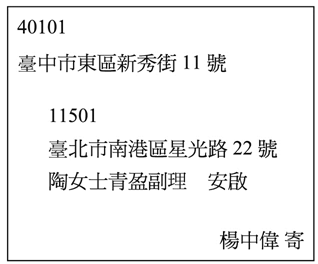 40101
臺中市東區新秀街 11 號
11501
臺北市南港區星光路 22 號
陶女士青盈副理　安啟
楊中偉 寄